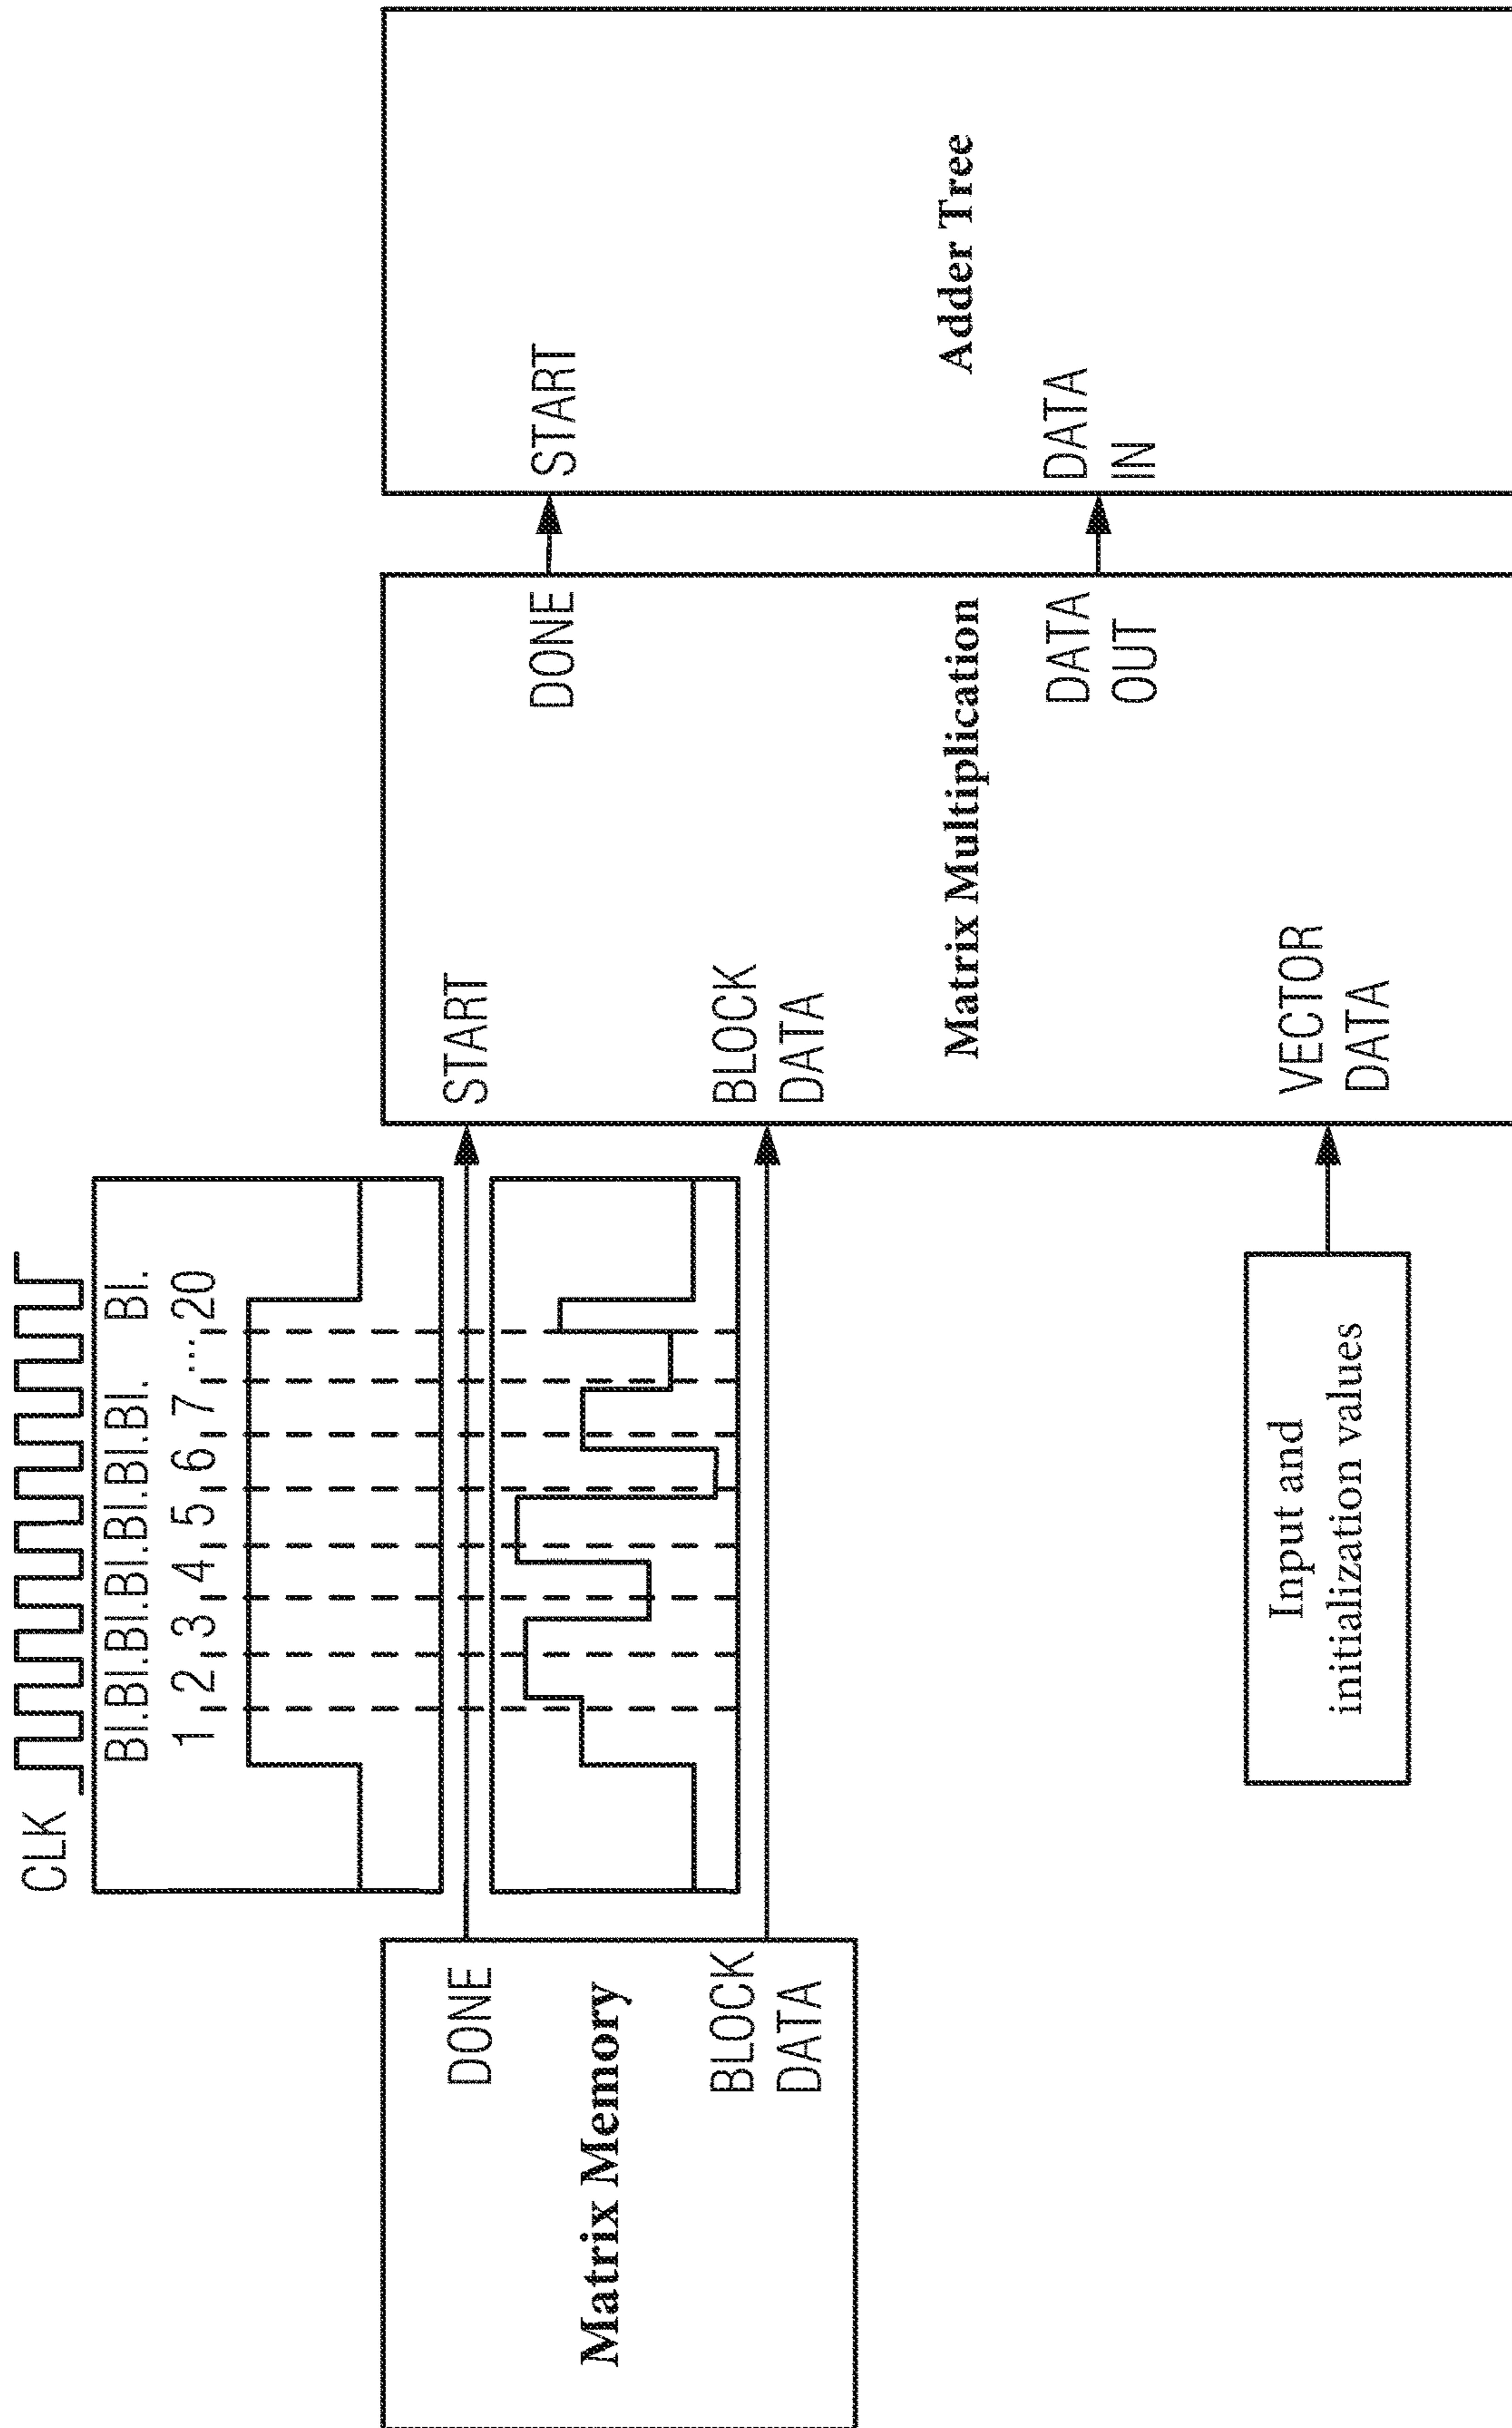 CLK
BI.BI.BI.BI.BI.BI.BI. BI.
1 2 3 4 5 6 7 ... 20
DONE
Matrix Memory
BLOCK
DATA
START
BLOCK
DATA
Matrix Multiplication
VECTOR
DATA
DONE
DATA
OUT
START
Adder Tree
DATA
IN
Input and
initialization values